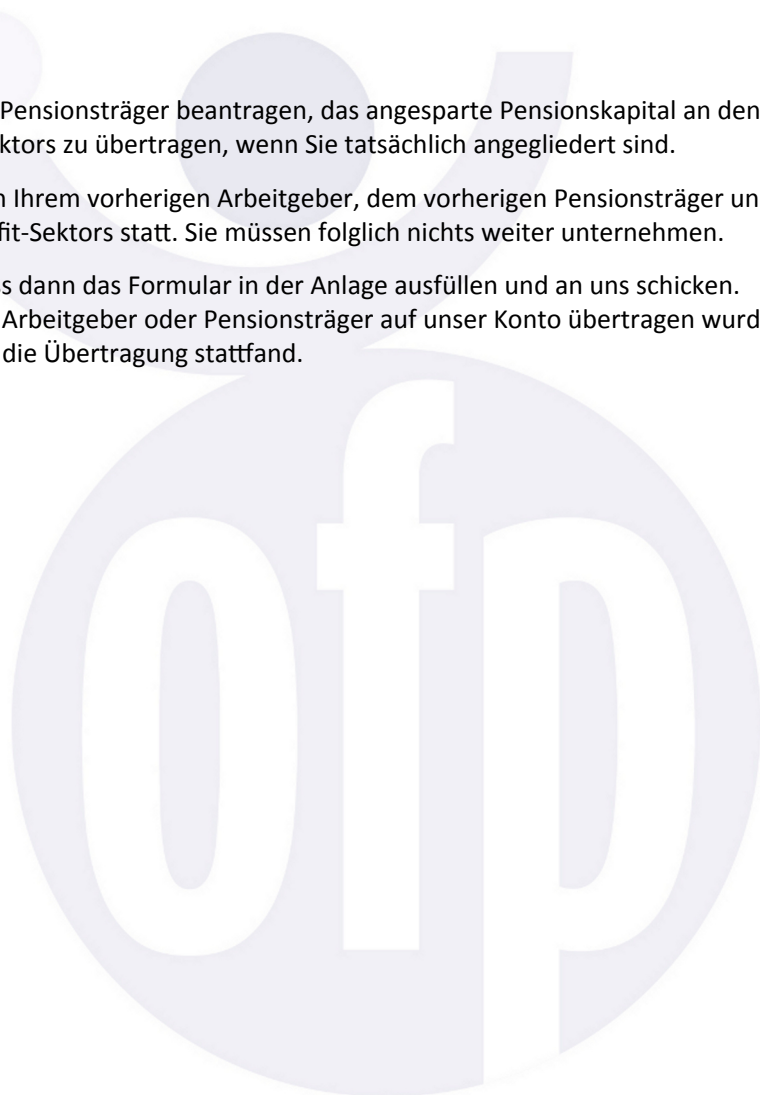 Pensionsträger beantragen, das angesparte Pensionskapital an den
ktors zu übertragen, wenn Sie tatsächlich angegliedert sind.
n Ihrem vorherigen Arbeitgeber, dem vorherigen Pensionsträger un
fit-Sektors statt. Sie müssen folglich nichts weiter unternehmen.
s dann das Formular in der Anlage ausfüllen und an uns schicken.
Arbeitgeber oder Pensionsträger auf unser Konto übertragen wurd
die Übertragung stattfand.
ofp